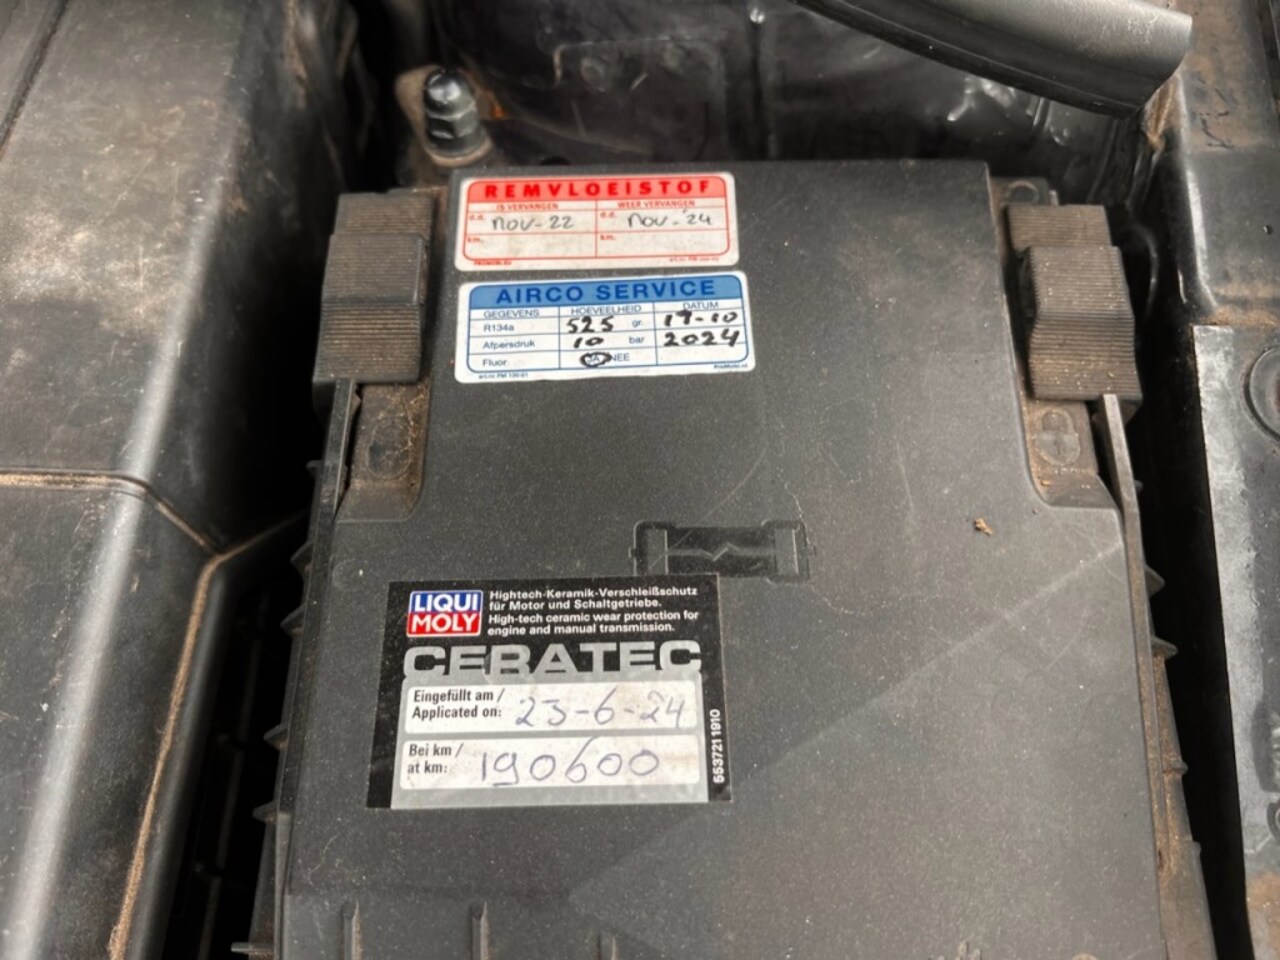 REMVLOEISTOF
IS VERVANGEN WEER VERVANGEN
d.d. nov-22 d.d. nov-'24
km. km.
AIRCO SERVICE
GEGEVENS HOEVEELHEID DATUM
R134a 525 gr. 17-10
Afpersdruk 10 bar 2024
Fluor JA NEE
LIQUI MOLY
Hightech-Keramik-Verschleißschutz
für Motor und Schaltgetriebe.
High-tech ceramic wear protection for
engine and manual transmission.
CERATEC
Eingefüllt am /
Applicated on: 23-6-24
Bei km /
at km: 190600
5537211910